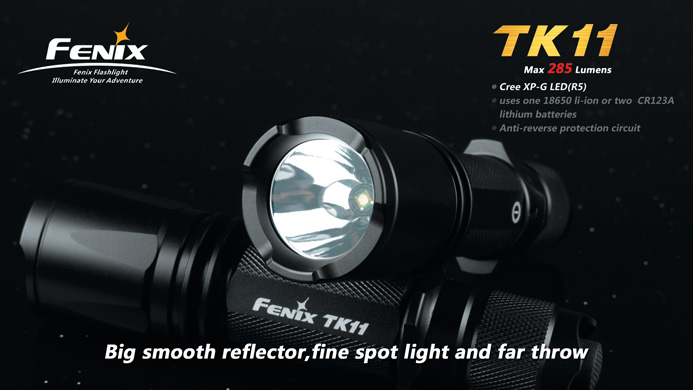 FENIX
Fenix Flashlight
Illuminate Your Adventure
TK11
Max 285 Lumens
Cree XP-G LED(R5)
uses one 18650 li-ion or two CR123A
lithium batteries
Anti-reverse protection circuit
FENIX TK11
Big smooth reflector,fine spot light and far throw